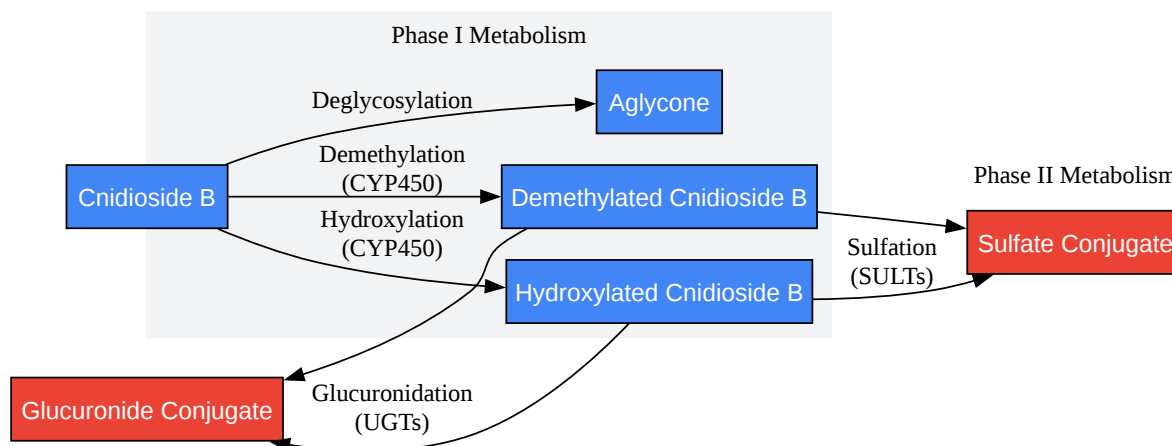 Phase I Metabolism
Deglycosylation
Aglycone
Demethylation
(CYP450)
Cnidioside B
Demethylated Cnidioside B
Phase II Metabolism
Hydroxylation
(CYP450)
Sulfation
(SULTs)
Sulfate Conjugate
Hydroxylated Cnidioside B
Glucuronidation
(UGTs)
Glucuronide Conjugate